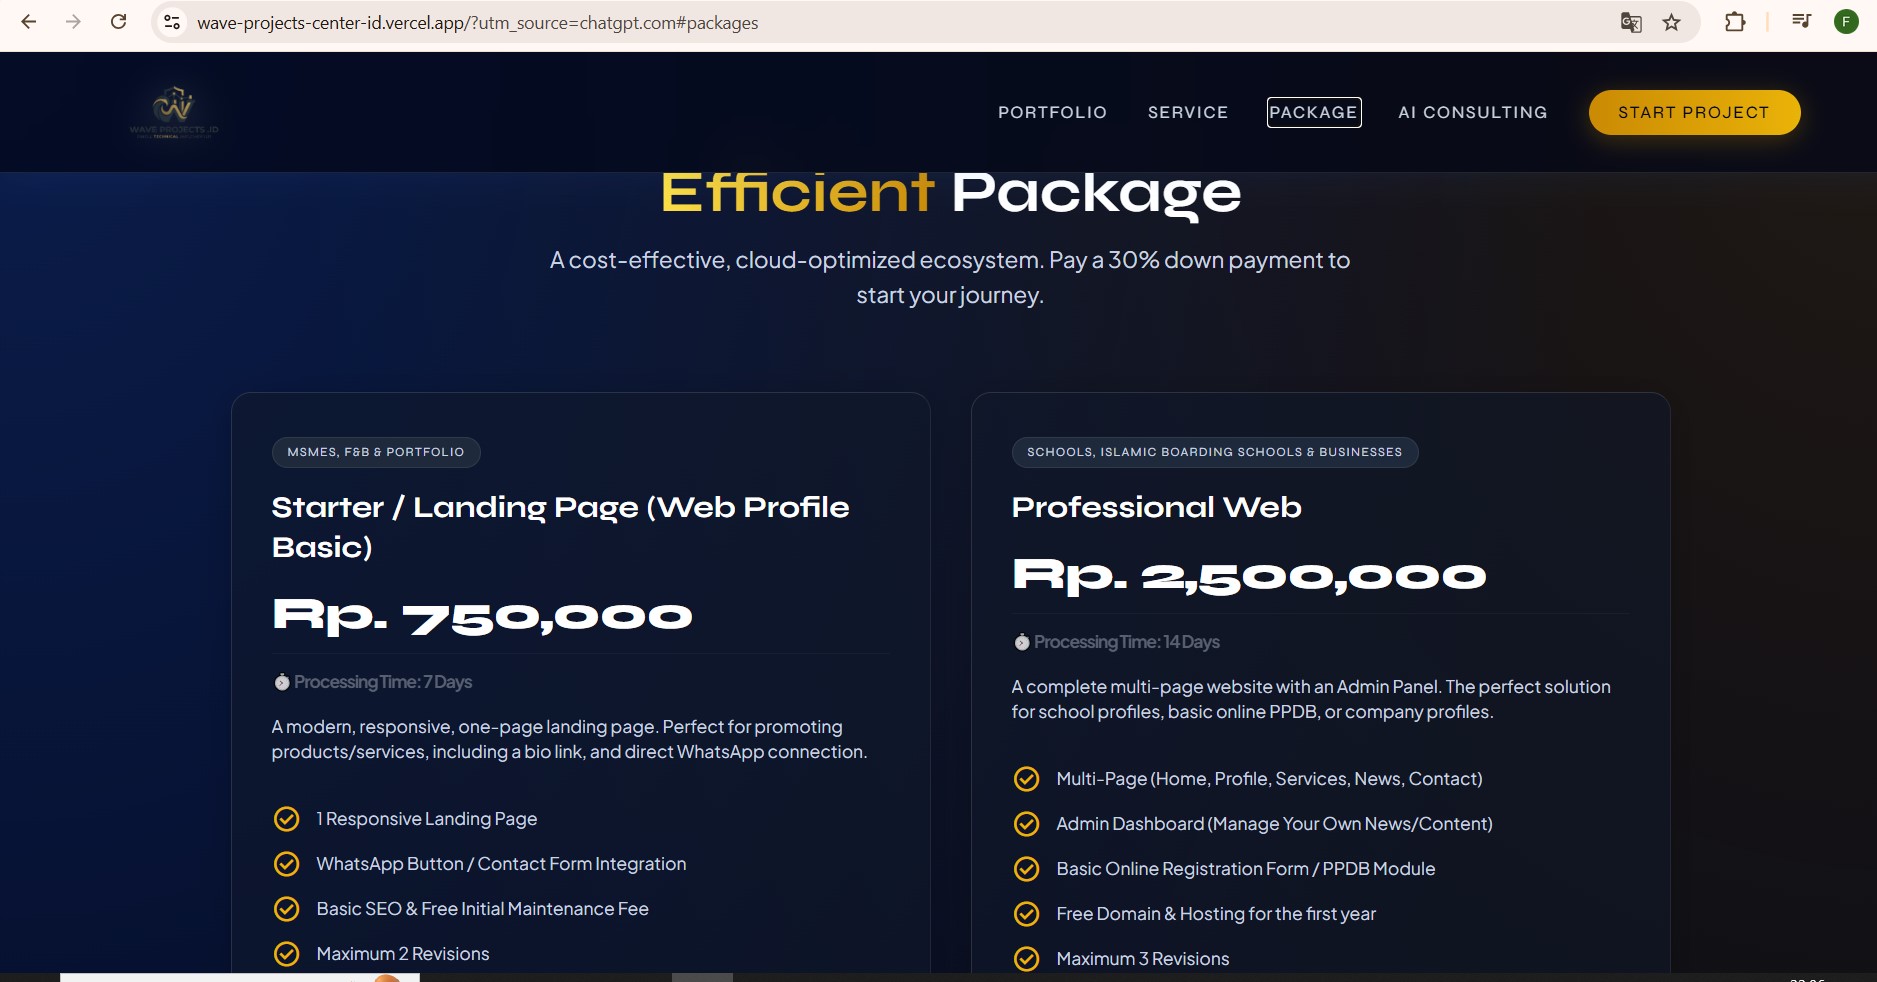 wave-projects-center-id.vercel.app/?utm_source=chatgpt.com#packages
F
WAVE PROJECTS .ID
PORTFOLIO
SERVICE
PACKAGE
AI CONSULTING
START PROJECT
Efficient Package
A cost-effective, cloud-optimized ecosystem. Pay a 30% down payment to
start your journey.
MSMES, F&B & PORTFOLIO
Starter / Landing Page (Web Profile
Basic)
Rp. 750,000
Processing Time: 7 Days
A modern, responsive, one-page landing page. Perfect for promoting
products/services, including a bio link, and direct WhatsApp connection.
1 Responsive Landing Page
WhatsApp Button / Contact Form Integration
Basic SEO & Free Initial Maintenance Fee
Maximum 2 Revisions
SCHOOLS, ISLAMIC BOARDING SCHOOLS & BUSINESSES
Professional Web
Rp. 2,500,000
Processing Time: 14 Days
A complete multi-page website with an Admin Panel. The perfect solution
for school profiles, basic online PPDB, or company profiles.
Multi-Page (Home, Profile, Services, News, Contact)
Admin Dashboard (Manage Your Own News/Content)
Basic Online Registration Form / PPDB Module
Free Domain & Hosting for the first year
Maximum 3 Revisions